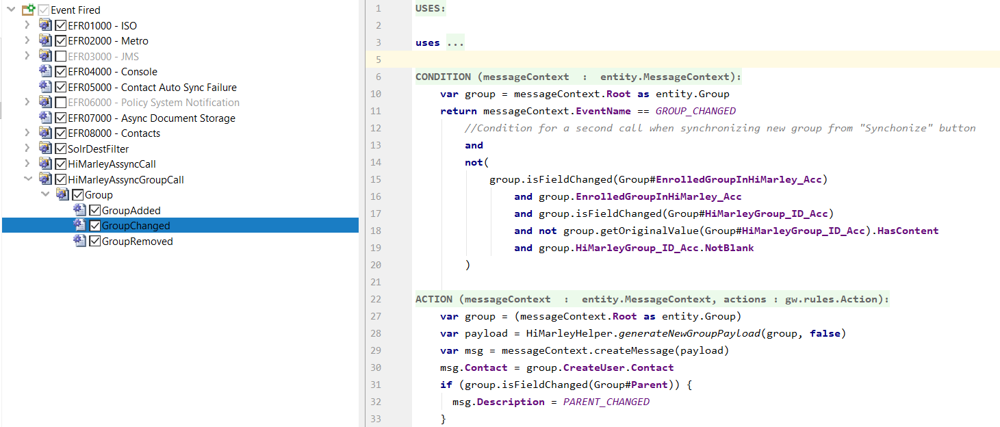 Event Fired
EFR01000 - ISO
EFR02000 - Metro
EFR03000 - JMS
EFR04000 - Console
EFR05000 - Contact Auto Sync Failure
EFR06000 - Policy System Notification
EFR07000 - Async Document Storage
EFR08000 - Contacts
SolrDestFilter
HiMarleyAssyncCall
HiMarleyAssyncGroupCall
Group
GroupAdded
GroupChanged
GroupRemoved
1 USES:
2
3 uses ...
5
6 CONDITION (messageContext : entity.MessageContext):
10 var group = messageContext.Root as entity.Group
11 return messageContext.EventName == GROUP_CHANGED
12 //Condition for a second call when synchronizing new group from "Synchonize" button
13 and
14 not(
15 group.isFieldChanged(Group#EnrolledGroupInHiMarley_Acc)
16 and group.EnrolledGroupInHiMarley_Acc
17 and group.isFieldChanged(Group#HiMarleyGroup_ID_Acc)
18 and not group.getOriginalValue(Group#HiMarleyGroup_ID_Acc).HasContent
19 and group.HiMarleyGroup_ID_Acc.NotBlank
20 )
21
22 ACTION (messageContext : entity.MessageContext, actions : gw.rules.Action):
27 var group = (messageContext.Root as entity.Group)
28 var payload = HiMarleyHelper.generateNewGroupPayload(group, false)
29 var msg = messageContext.createMessage(payload)
30 msg.Contact = group.CreateUser.Contact
31 if (group.isFieldChanged(Group#Parent)) {
32 msg.Description = PARENT_CHANGED
33 }